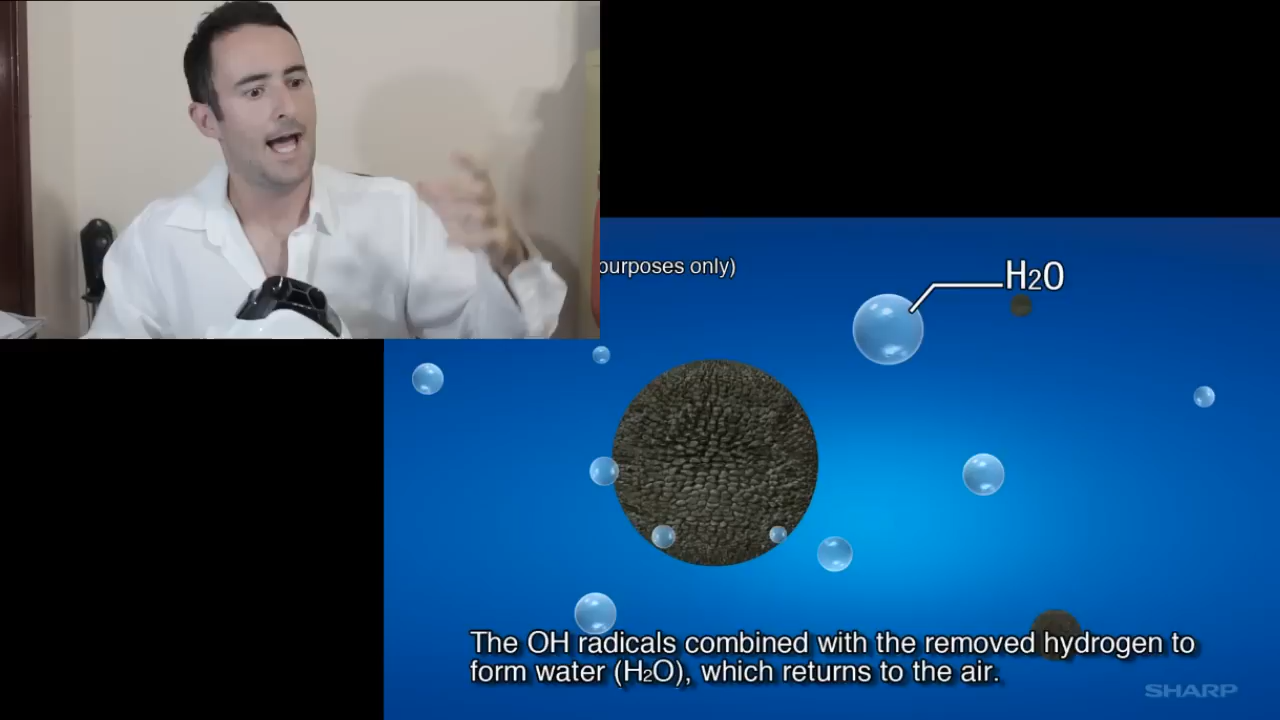 purposes only)
H2O
The OH radicals combined with the removed hydrogen to
form water (H2O), which returns to the air.
SHARP